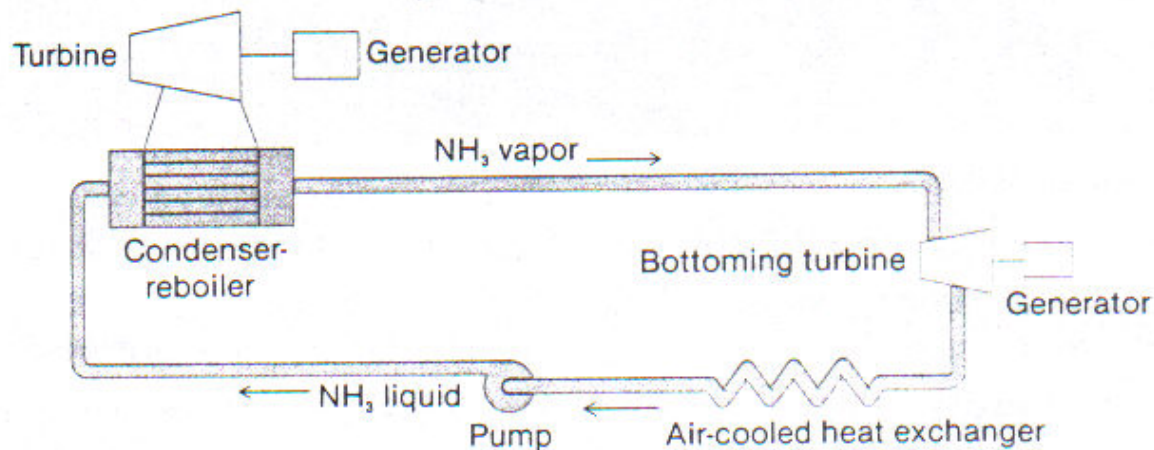 Turbine
Generator
NH₃ vapor
Condenser-
reboiler
Bottoming turbine
Generator
NH₃ liquid
Pump
Air-cooled heat exchanger